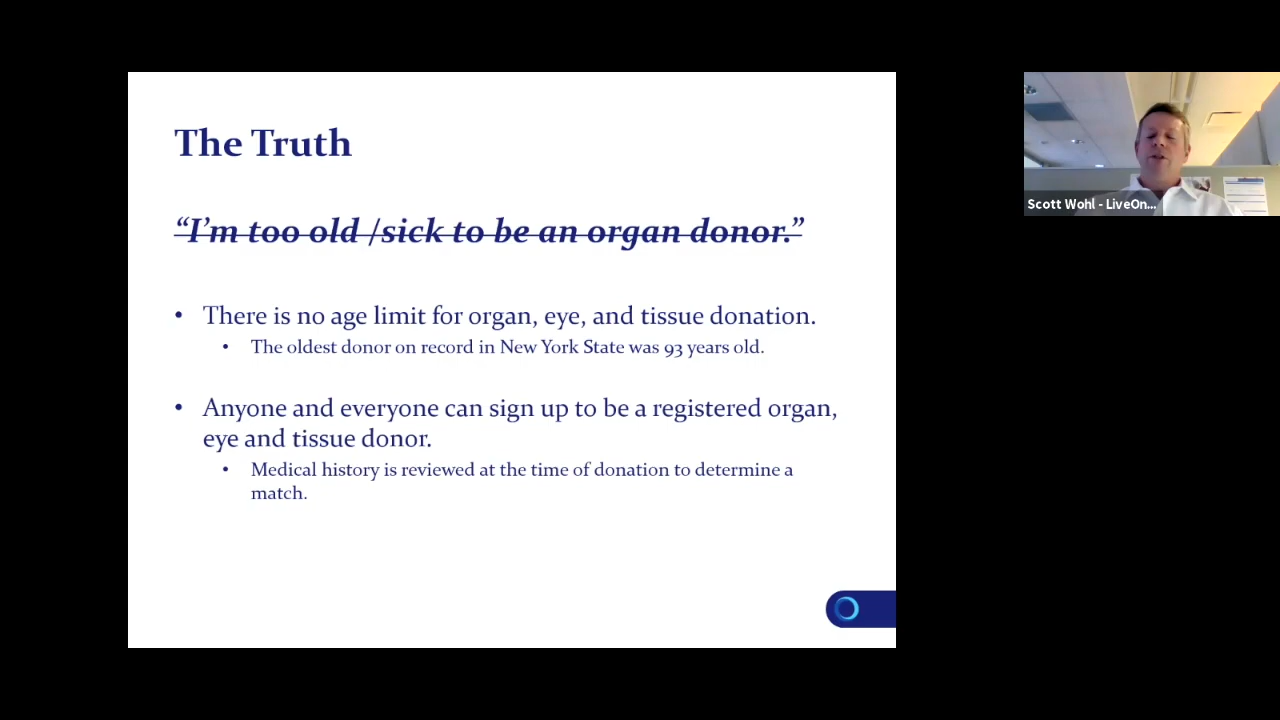 The Truth
“I’m too old /sick to be an organ donor.”
• There is no age limit for organ, eye, and tissue donation.
• The oldest donor on record in New York State was 93 years old.
• Anyone and everyone can sign up to be a registered organ,
eye and tissue donor.
• Medical history is reviewed at the time of donation to determine a
match.
Scott Wohl - LiveOn...